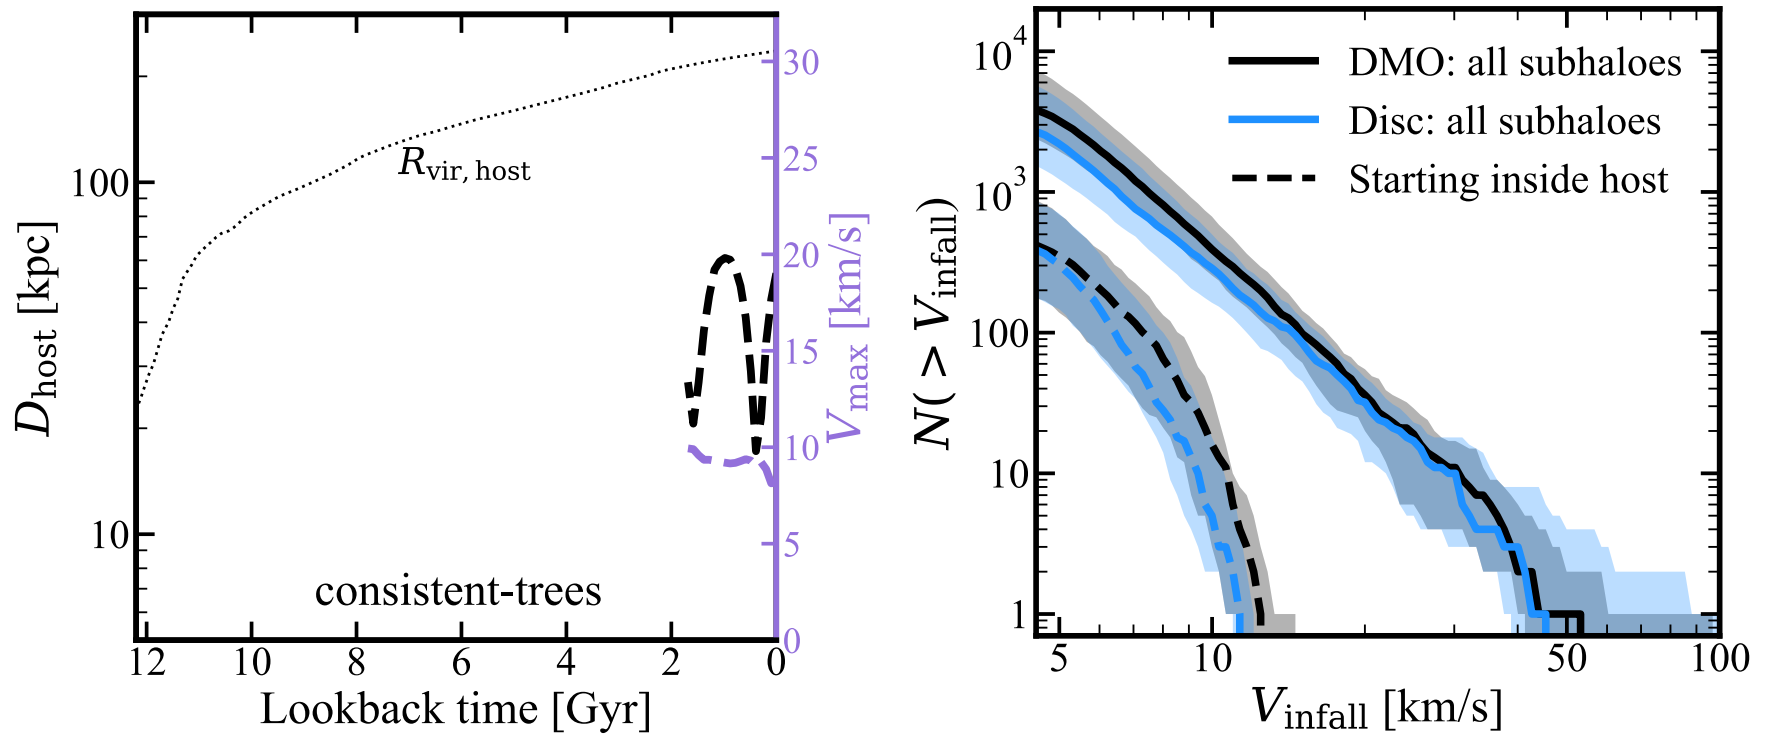 R_vir, host
100
10
D_host [kpc]
consistent-trees
12 10 8 6 4 2 0
Lookback time [Gyr]
30
25
20
15
10
5
0
V_max [km/s]
DMO: all subhaloes
Disc: all subhaloes
Starting inside host
10^4
10^3
100
10
1
N(> V_infall)
5 10 50 100
V_infall [km/s]